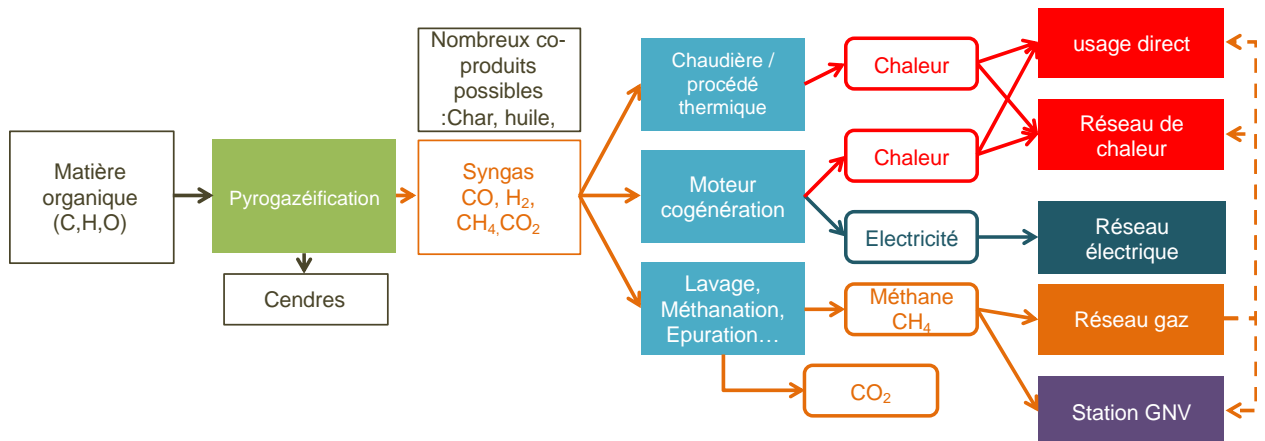 Matière
organique
(C,H,O)
Pyrogazéification
Cendres
Nombreux co-
produits
possibles
:Char, huile,
Syngas
CO, H₂,
CH₄,CO₂
Chaudière /
procédé
thermique
Moteur
cogénération
Lavage,
Méthanation,
Epuration…
Chaleur
Chaleur
Electricité
Méthane
CH₄
CO₂
usage direct
Réseau de
chaleur
Réseau
électrique
Réseau gaz
Station GNV